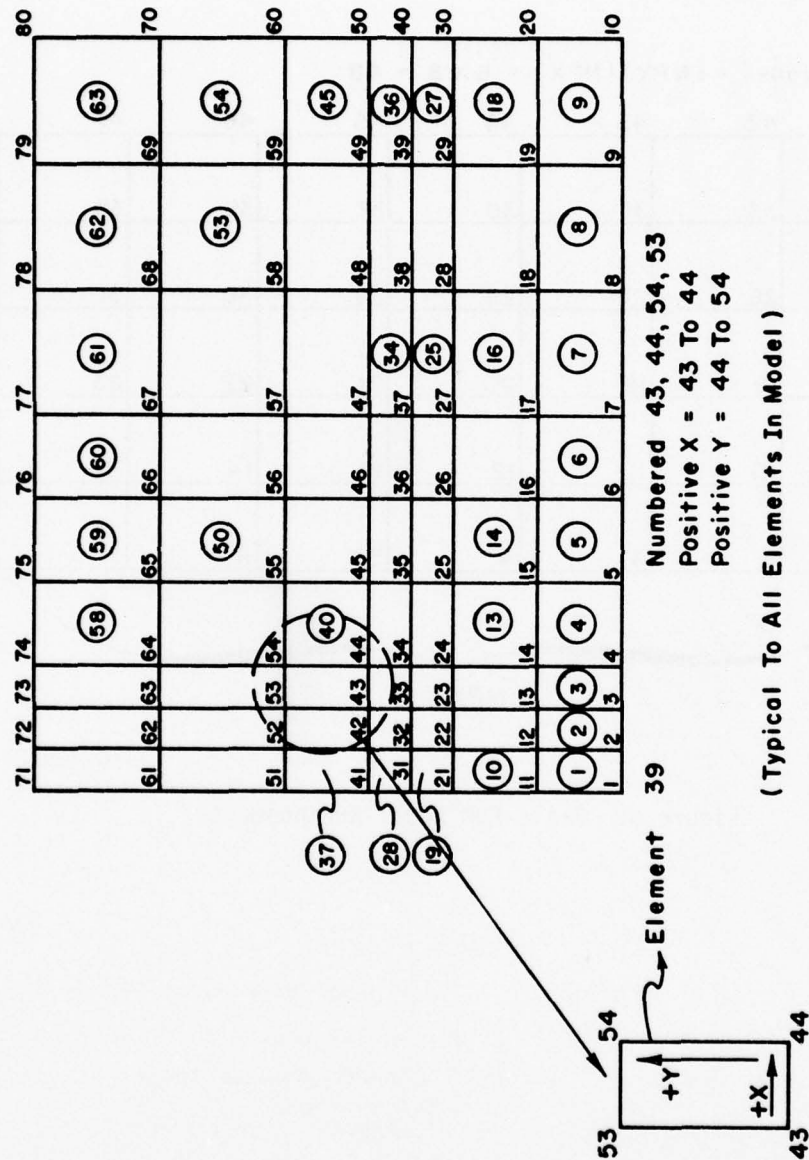 71 72 73 74 75 76 77 78 79 80
58 59 60 61 62 63
61 62 63 64 65 66 67 68 69 70
50 53 54
51 52 53 54 55 56 57 58 59
37 40 45
41 42 43 44 45 46 47 48 49 50
28 34 36
31 32 33 34 35 36 37 38 39 40
19 25 27
21 22 23 24 25 26 27 28 29 30
10 13 14 16 18
11 12 13 14 15 16 17 18 19 20
1 2 3 4 5 6 7 8 9
1 2 3 4 5 6 7 8 9 10
Element 39 Numbered 43, 44, 54, 53
Positive X = 43 To 44
Positive Y = 44 To 54
(Typical To All Elements In Model)
53 54
+Y
+X
43 44